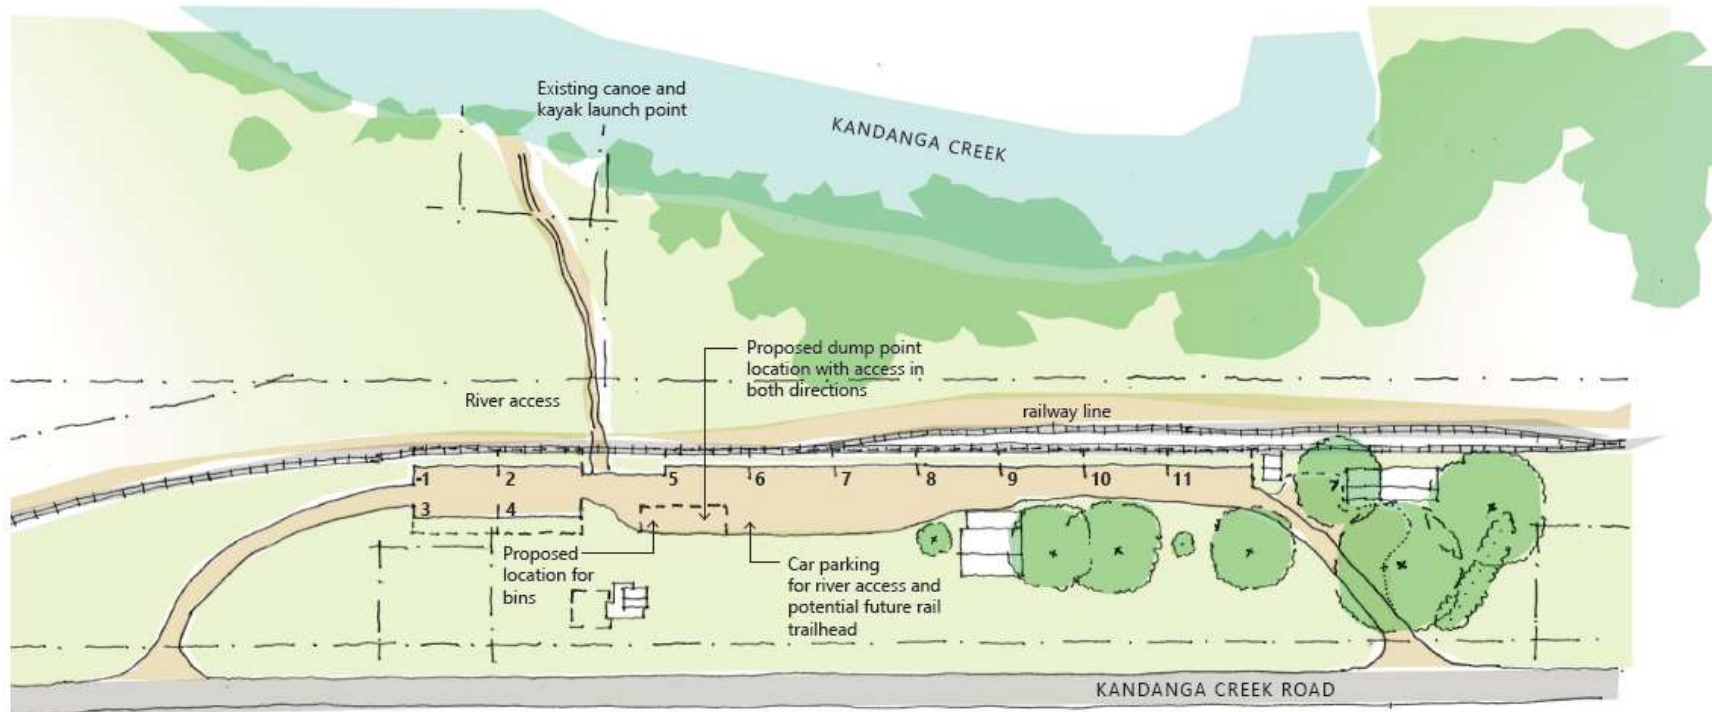 Existing canoe and
kayak launch point
KANDANGA CREEK
Proposed dump point
location with access in
both directions
River access
railway line
1
2
5
6
7
8
9
10
11
3
4
Proposed
location for
bins
Car parking
for river access and
potential future rail
trailhead
KANDANGA CREEK ROAD